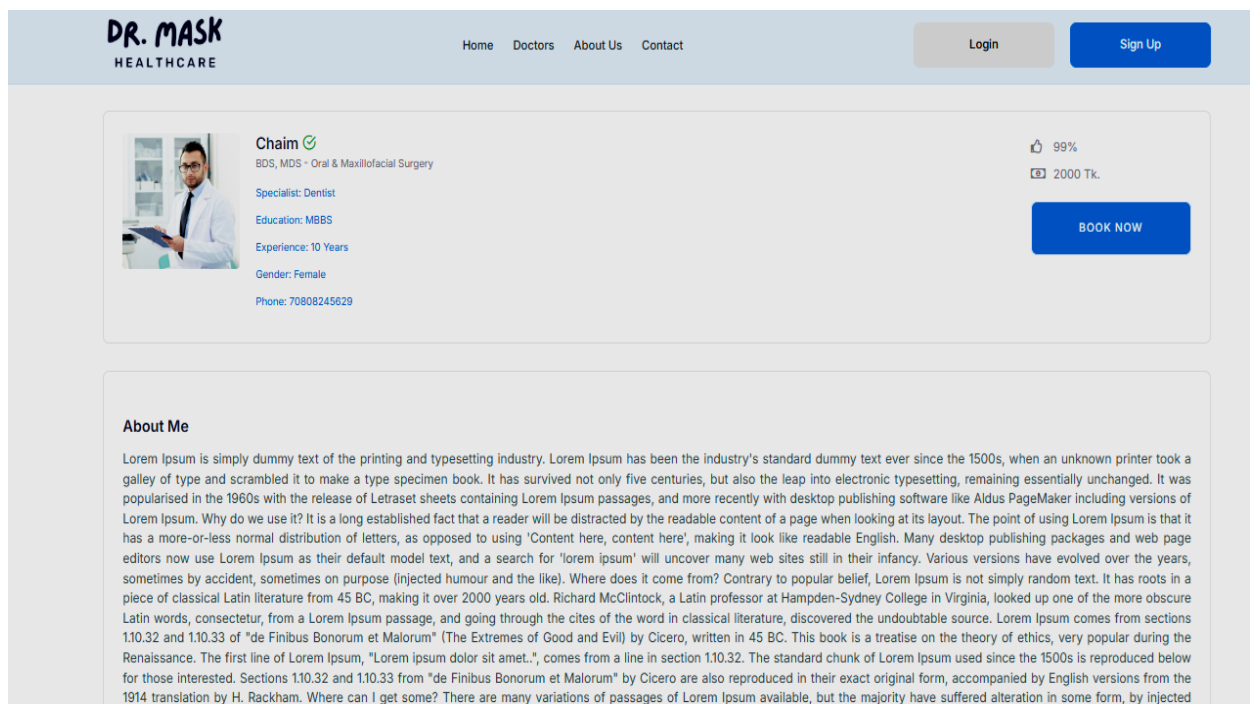 DR. MASK
HEALTHCARE
Home Doctors About Us Contact
Login
Sign Up
Chaim
BDS, MDS - Oral & Maxillofacial Surgery
Specialist: Dentist
Education: MBBS
Experience: 10 Years
Gender: Female
Phone: 70808245629
99%
2000 Tk.
BOOK NOW
About Me
Lorem Ipsum is simply dummy text of the printing and typesetting industry. Lorem Ipsum has been the industry's standard dummy text ever since the 1500s, when an unknown printer took a
galley of type and scrambled it to make a type specimen book. It has survived not only five centuries, but also the leap into electronic typesetting, remaining essentially unchanged. It was
popularised in the 1960s with the release of Letraset sheets containing Lorem Ipsum passages, and more recently with desktop publishing software like Aldus PageMaker including versions of
Lorem Ipsum. Why do we use it? It is a long established fact that a reader will be distracted by the readable content of a page when looking at its layout. The point of using Lorem Ipsum is that it
has a more-or-less normal distribution of letters, as opposed to using 'Content here, content here', making it look like readable English. Many desktop publishing packages and web page
editors now use Lorem Ipsum as their default model text, and a search for 'lorem ipsum' will uncover many web sites still in their infancy. Various versions have evolved over the years,
sometimes by accident, sometimes on purpose (injected humour and the like). Where does it come from? Contrary to popular belief, Lorem Ipsum is not simply random text. It has roots in a
piece of classical Latin literature from 45 BC, making it over 2000 years old. Richard McClintock, a Latin professor at Hampden-Sydney College in Virginia, looked up one of the more obscure
Latin words, consectetur, from a Lorem Ipsum passage, and going through the cites of the word in classical literature, discovered the undoubtable source. Lorem Ipsum comes from sections
1.10.32 and 1.10.33 of "de Finibus Bonorum et Malorum" (The Extremes of Good and Evil) by Cicero, written in 45 BC. This book is a treatise on the theory of ethics, very popular during the
Renaissance. The first line of Lorem Ipsum, "Lorem ipsum dolor sit amet..", comes from a line in section 1.10.32. The standard chunk of Lorem Ipsum used since the 1500s is reproduced below
for those interested. Sections 1.10.32 and 1.10.33 from "de Finibus Bonorum et Malorum" by Cicero are also reproduced in their exact original form, accompanied by English versions from the
1914 translation by H. Rackham. Where can I get some? There are many variations of passages of Lorem Ipsum available, but the majority have suffered alteration in some form, by injected